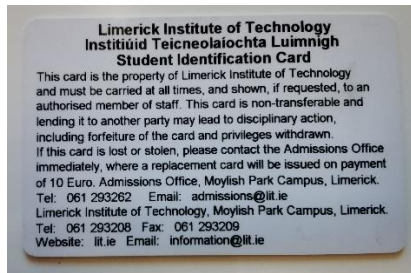 Limerick Institute of Technology
Institiúid Teicneolaíochta Luimnigh
Student Identification Card
This card is the property of Limerick Institute of Technology
and must be carried at all times, and shown, if requested, to an
authorised member of staff. This card is non-transferable and
lending it to another party may lead to disciplinary action,
including forfeiture of the card and privileges withdrawn.
If this card is lost or stolen, please contact the Admissions Office
immediately, where a replacement card will be issued on payment
of 10 Euro. Admissions Office, Moylish Park Campus, Limerick.
Tel: 061 293262 Email: admissions@lit.ie
Limerick Institute of Technology, Moylish Park Campus, Limerick.
Tel: 061 293208 Fax: 061 293209
Website: lit.ie Email: information@lit.ie